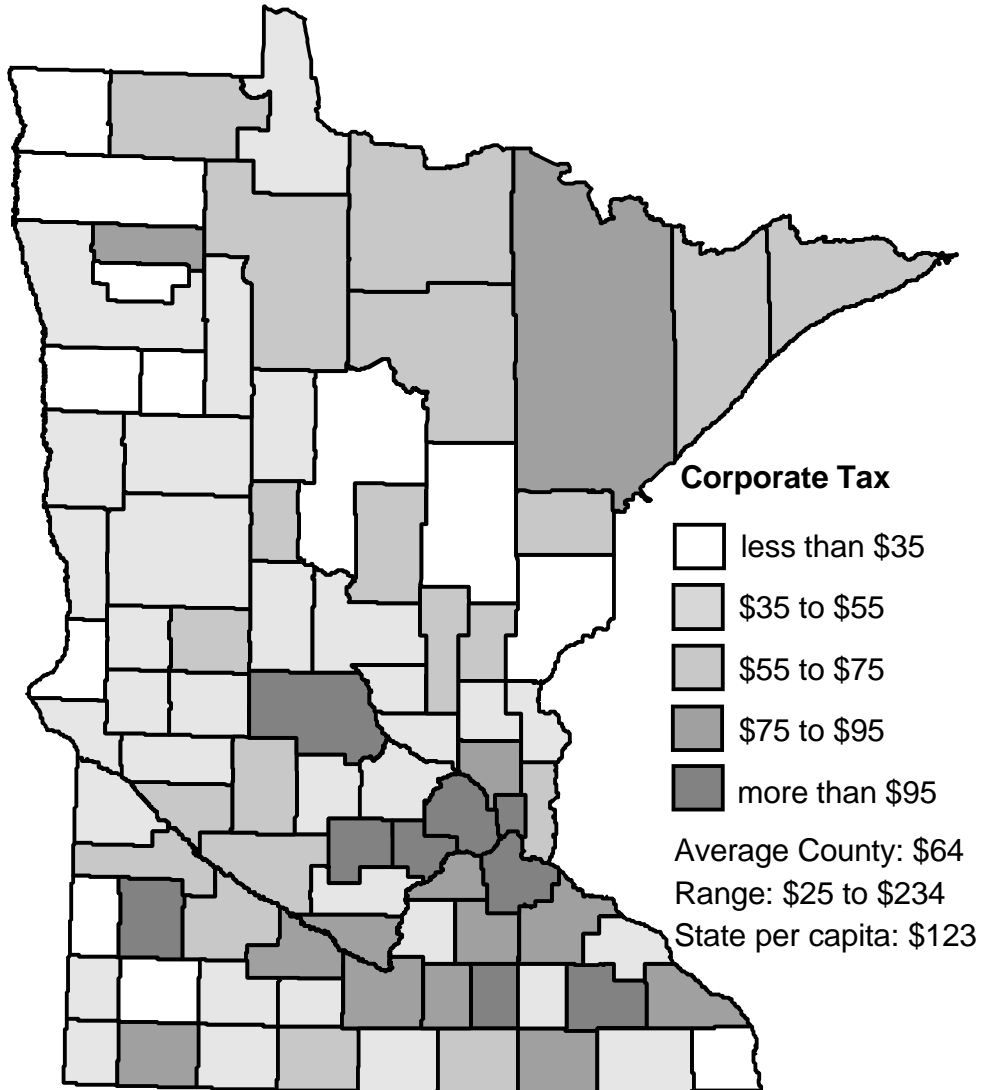 Corporate Tax
less than $35
$35 to $55
$55 to $75
$75 to $95
more than $95
Average County: $64
Range: $25 to $234
State per capita: $123